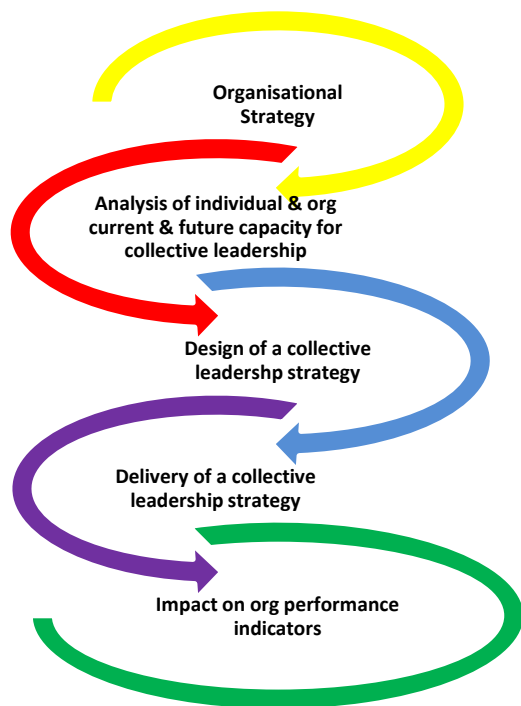 Organisational
Strategy
Analysis of individual & org
current & future capacity for
collective leadership
Design of a collective
leadershp strategy
Delivery of a collective
leadership strategy
Impact on org performance
indicators